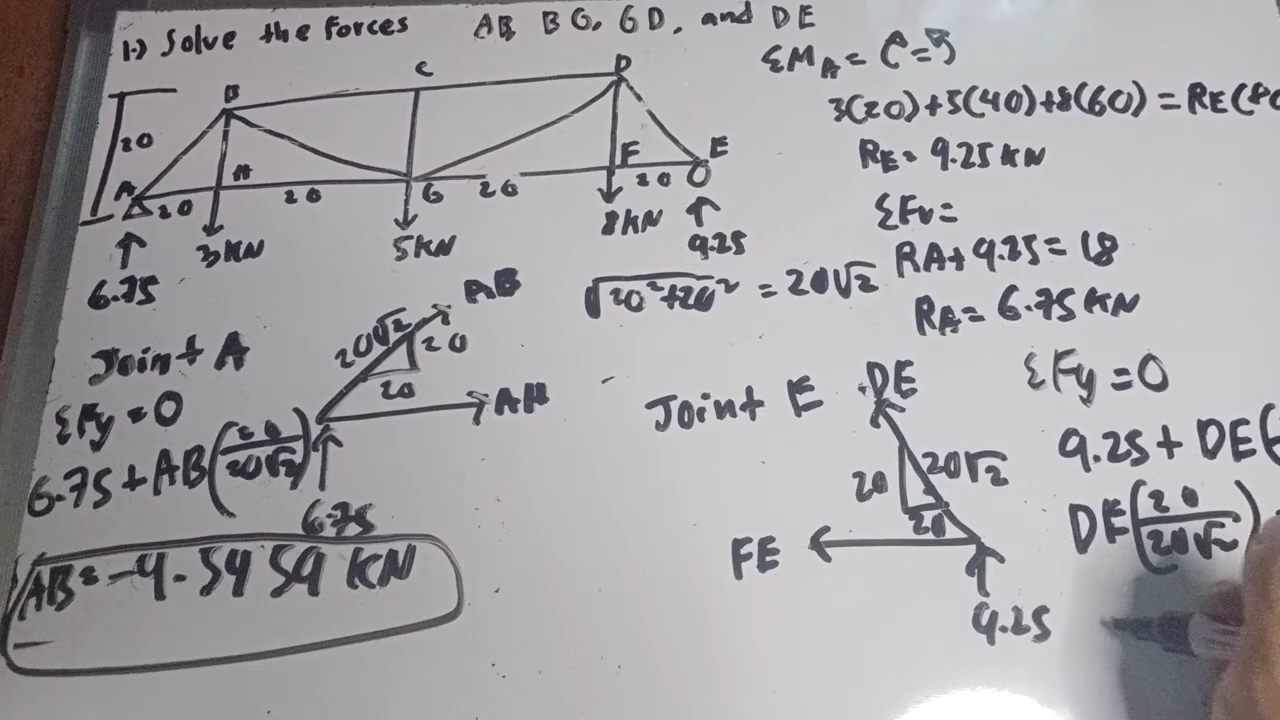 1.) Solve the Forces AB, BG, GD, and DE
B
C
D
20
A
H
G
F
E
20
20
20
20
3KN
5KN
8KN
9.25
6.75
ΣM_A = ↻=↺
3(20)+5(40)+8(60) = RE(80
RE = 9.25 KN
ΣFv=
RA + 9.25 = 18
RA = 6.75 KN
√20²+20² = 20√2
Joint A
ΣFy = 0
6.75 + AB(20/20√2)
AB
20√2
20
20
AH
6.75
AB = -9.5459 KN
Joint E
DE
20
20√2
20
FE
9.25
ΣFy = 0
9.25 + DE(
DE(20/20√2)